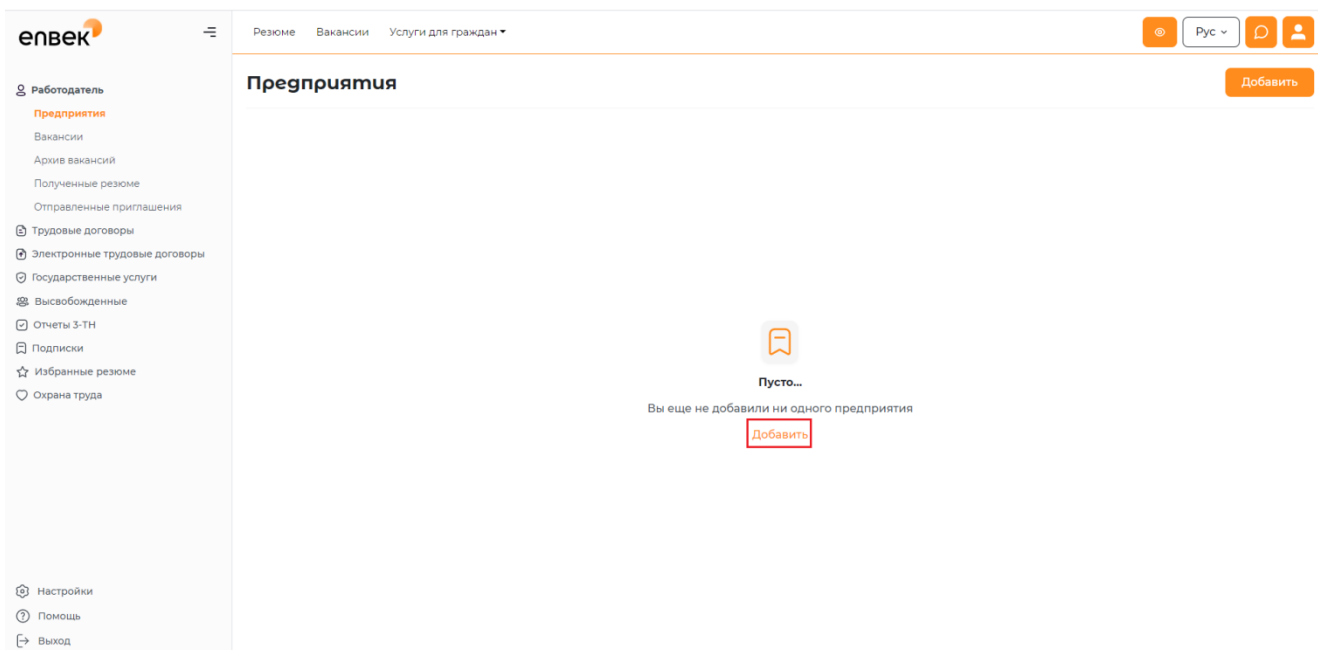 enbek
Резюме Вакансии Услуги для граждан
Рус
Работодатель
Предприятия
Вакансии
Архив вакансий
Полученные резюме
Отправленные приглашения
Трудовые договоры
Электронные трудовые договоры
Государственные услуги
Высвобожденные
Отчеты 3-ТН
Подписки
Избранные резюме
Охрана труда
Настройки
Помощь
Выход
Предприятия
Добавить
Пусто...
Вы еще не добавили ни одного предприятия
Добавить